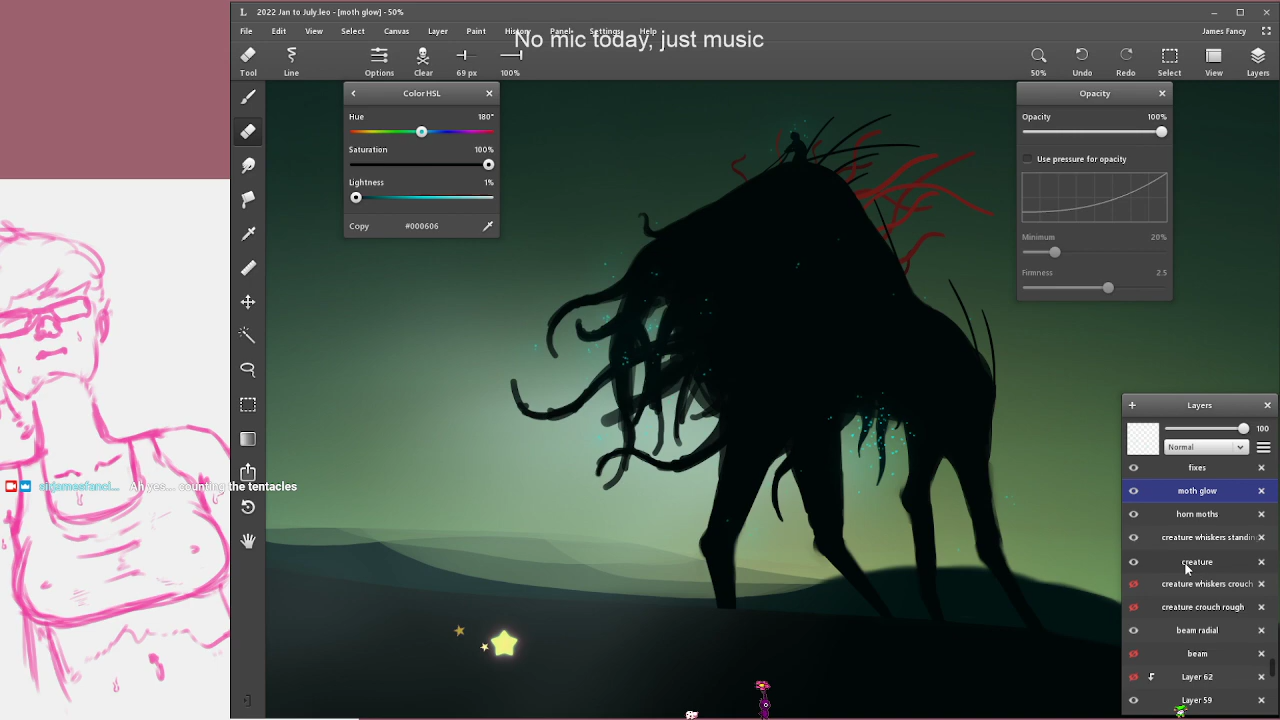 L 2022 Jan to July.leo - [moth glow] - 50%
File Edit View Select Canvas Layer Paint History Panel Settings Help James Fancy
No mic today, just music
Tool Line Options Clear 69 px 100% 50% Undo Redo Select View Layers
Color HSL
Hue 180°
Saturation 100%
Lightness 1%
Copy #000606
Opacity
Opacity 100%
Use pressure for opacity
Minimum 20%
Firmness 2.5
Layers
100
Normal
fixes
moth glow
horn moths
creature whiskers standin
creature
creature whiskers crouch
creature crouch rough
beam radial
beam
Layer 62
Layer 59
sirjamesfanci... Ah yes... counting the tentacles